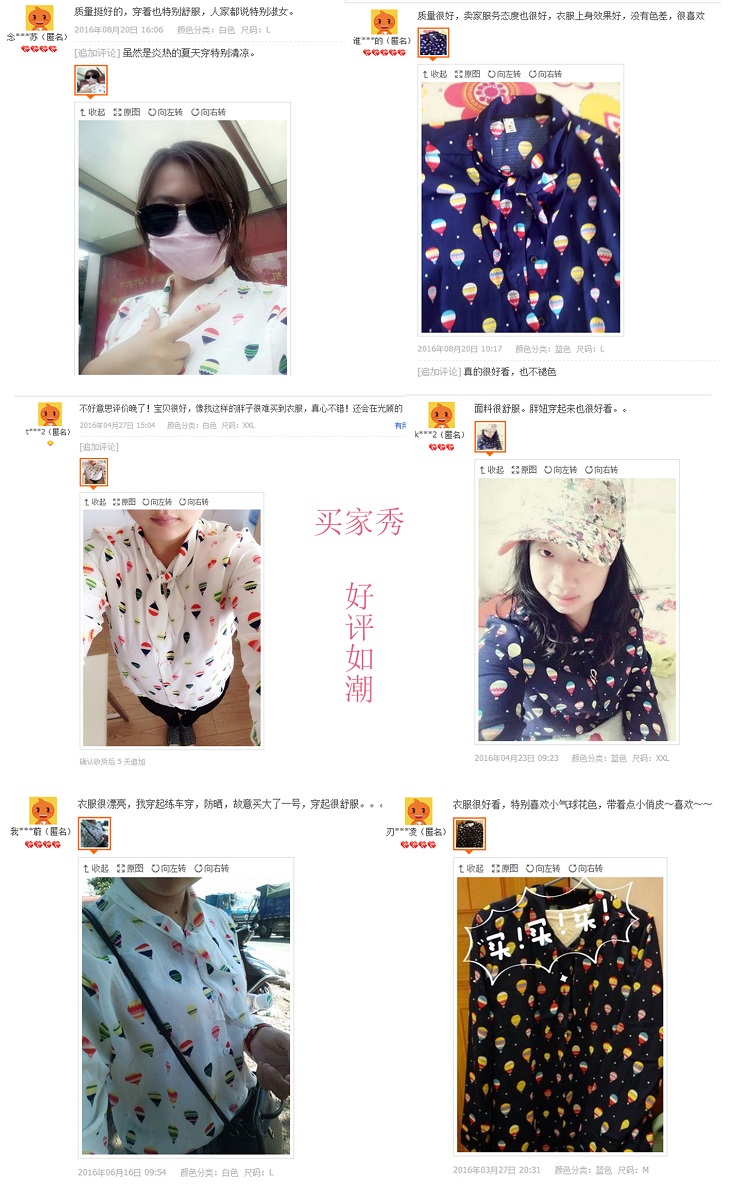 质量挺好的，穿着也特别舒服，人家都说特别淑女。
2016年08月20日 16:06 颜色分类：白色 尺码：L
念***苏（匿名）
[追加评论] 虽然是炎热的夏天穿特别清凉。
收起 原图 向左转 向右转
质量很好，卖家服务态度也很好，衣服上身效果好，没有色差，很喜欢
谁***的（匿名）
收起 原图 向左转 向右转
2016年08月20日 10:17 颜色分类：蓝色 尺码：L
[追加评论] 真的很好看，也不褪色
不好意思评价晚了！宝贝很好，像我这样的胖子很难买到衣服，真心不错！还会在光顾的
2016年04月27日 15:04 颜色分类：白色 尺码：XXL
t***2（匿名）
[追加评论]
收起 原图 向左转 向右转
确认收货后 5 天追加
面料很舒服。胖妞穿起来也很好看。。
k***2（匿名）
收起 原图 向左转 向右转
2016年04月23日 09:23 颜色分类：蓝色 尺码：XXL
买家秀
好评如潮
衣服很漂亮，我穿起练车穿，防晒，故意买大了一号，穿起很舒服。。。
我***蔚（匿名）
收起 原图 向左转 向右转
2016年06月16日 09:54 颜色分类：白色 尺码：L
衣服很好看，特别喜欢小气球花色，带着点小俏皮～喜欢～～
刃***凌（匿名）
收起 原图 向左转 向右转
买！买！买！
2016年03月27日 20:31 颜色分类：蓝色 尺码：M